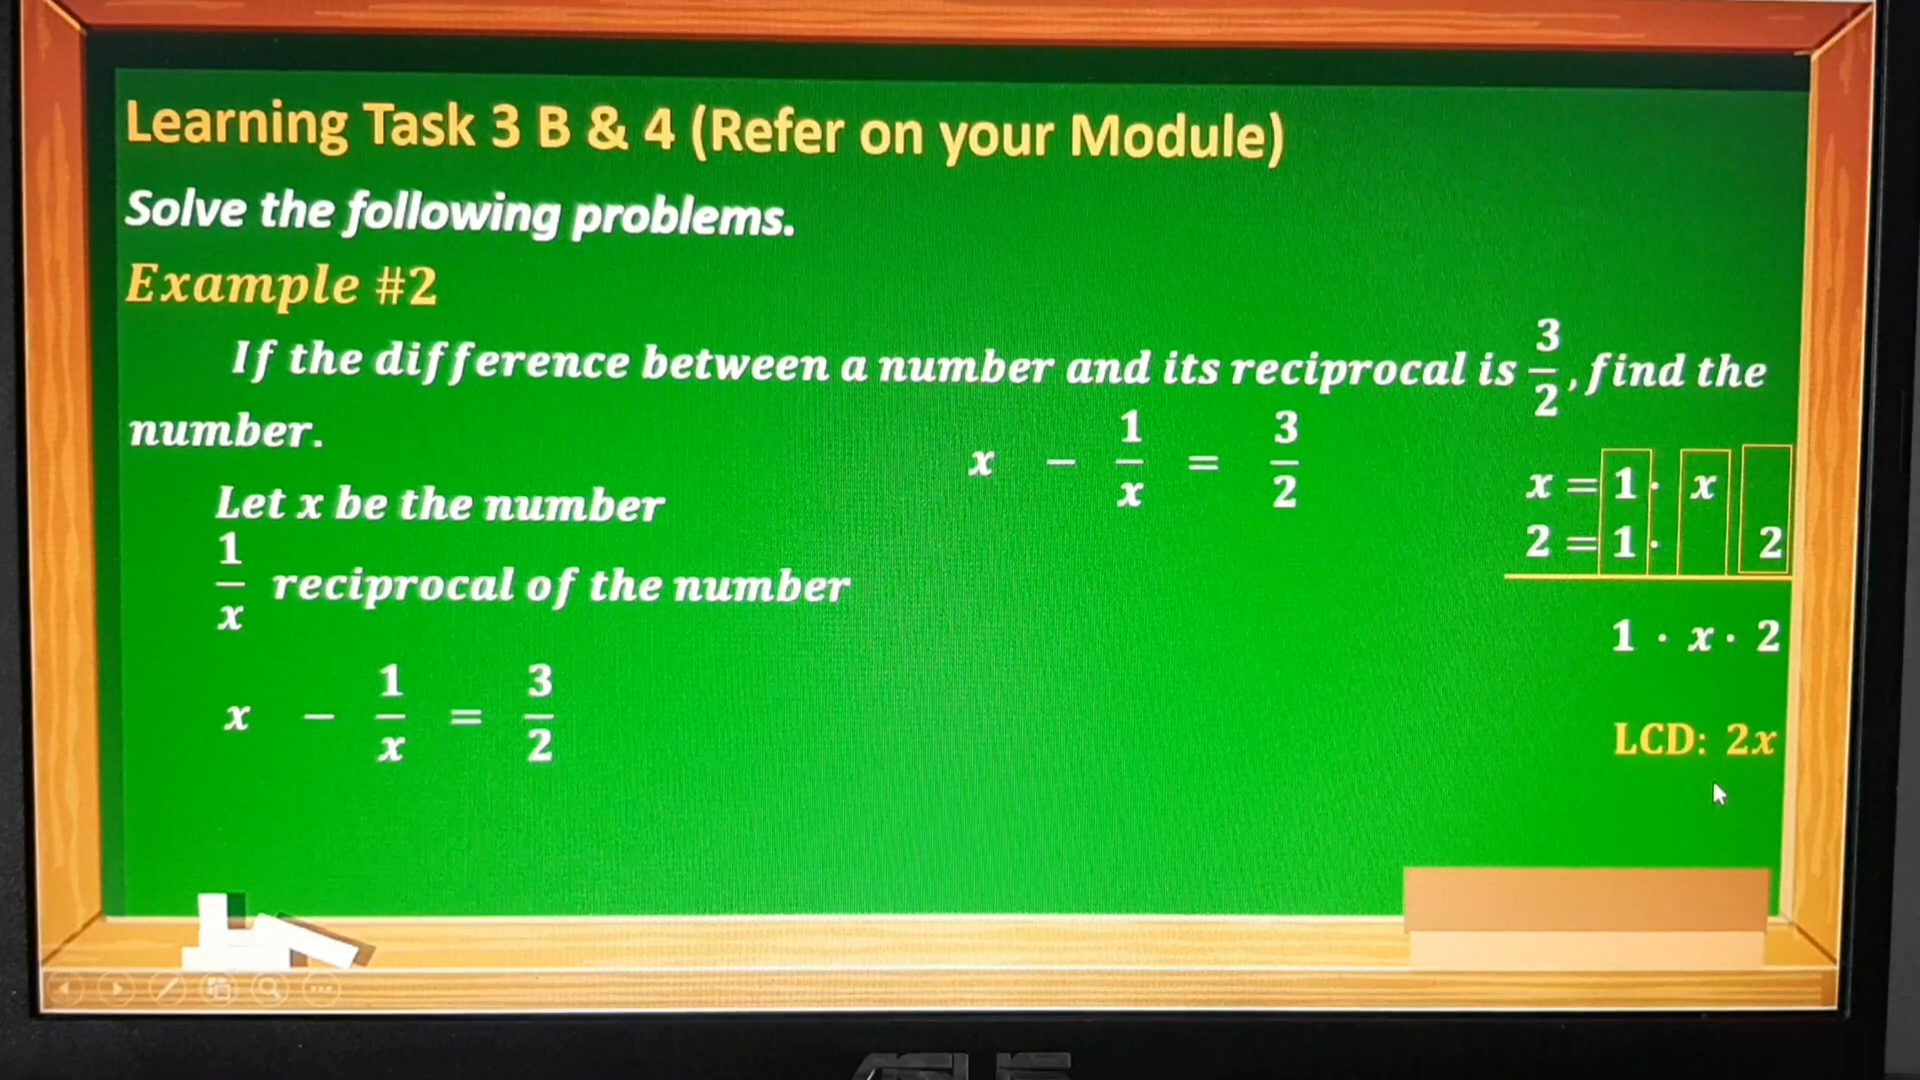 Learning Task 3 B & 4 (Refer on your Module)
Solve the following problems.
Example #2
If the difference between a number and its reciprocal is 3/2, find the
number.
Let x be the number
1/x reciprocal of the number
x − 1/x = 3/2
x − 1/x = 3/2
x = 1 · x
2 = 1 · 2
1 · x · 2
LCD: 2x
ASUS